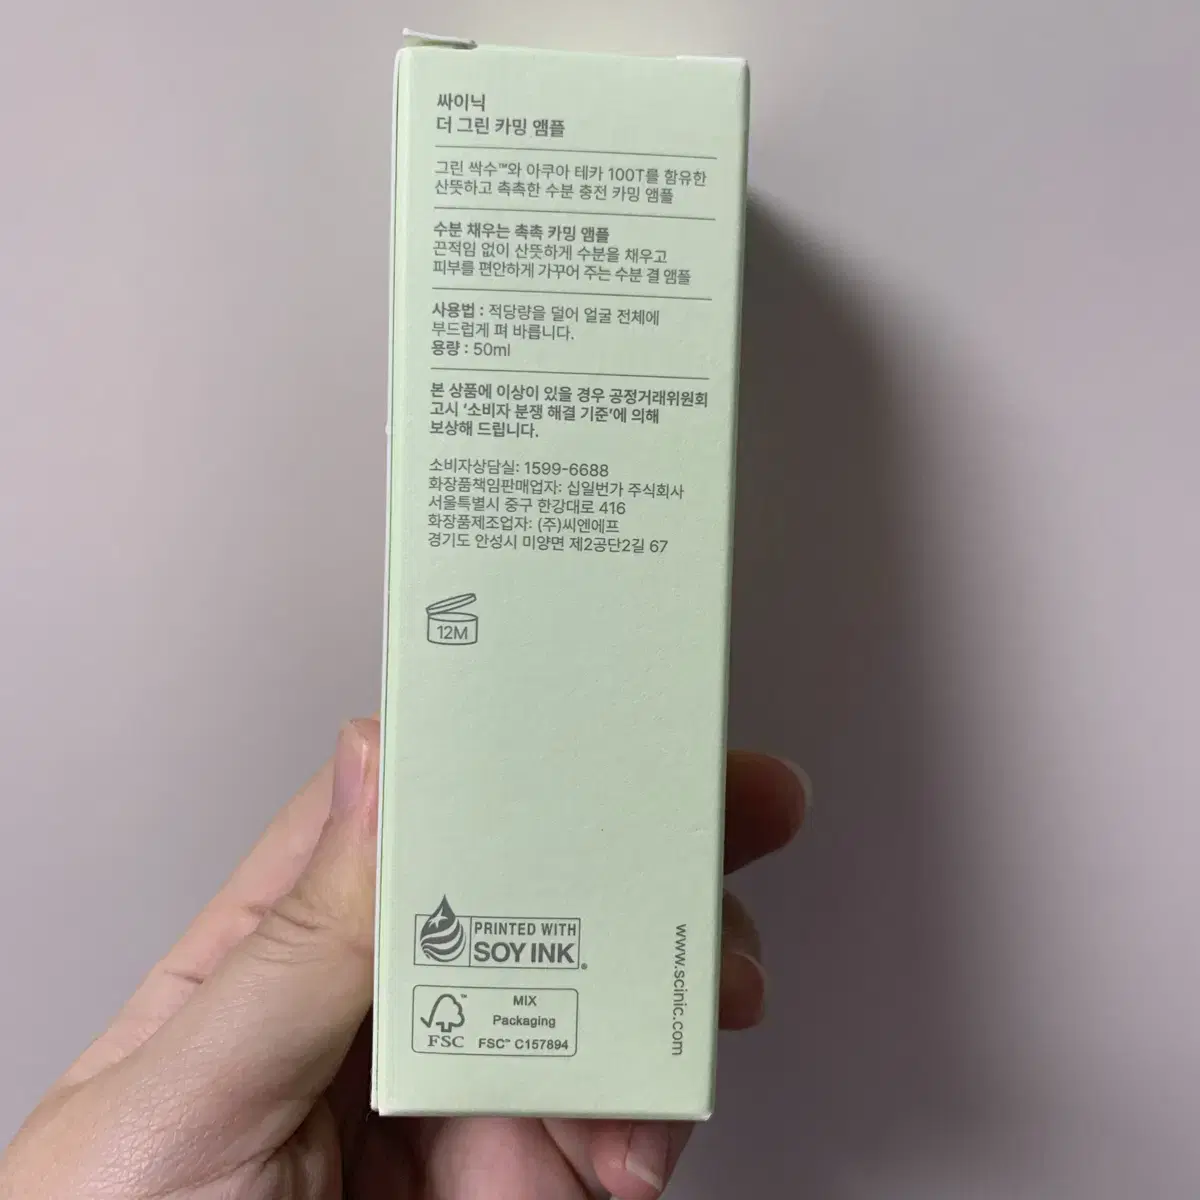 싸이닉
더 그린 카밍 앰플
그린 싹수™와 아쿠아 테카 100T를 함유한
산뜻하고 촉촉한 수분 충전 카밍 앰플
수분 채우는 촉촉 카밍 앰플
끈적임 없이 산뜻하게 수분을 채우고
피부를 편안하게 가꾸어 주는 수분 결 앰플
사용법 : 적당량을 덜어 얼굴 전체에
부드럽게 펴 바릅니다.
용량 : 50ml
본 상품에 이상이 있을 경우 공정거래위원회
고시 ‘소비자 분쟁 해결 기준’에 의해
보상해 드립니다.
소비자상담실: 1599-6688
화장품책임판매업자: 십일번가 주식회사
서울특별시 중구 한강대로 416
화장품제조업자: (주)씨엔에프
경기도 안성시 미양면 제2공단2길 67
12M
PRINTED WITH
SOY INK
www.scinic.com
MIX
Packaging
FSC
FSC™ C157894